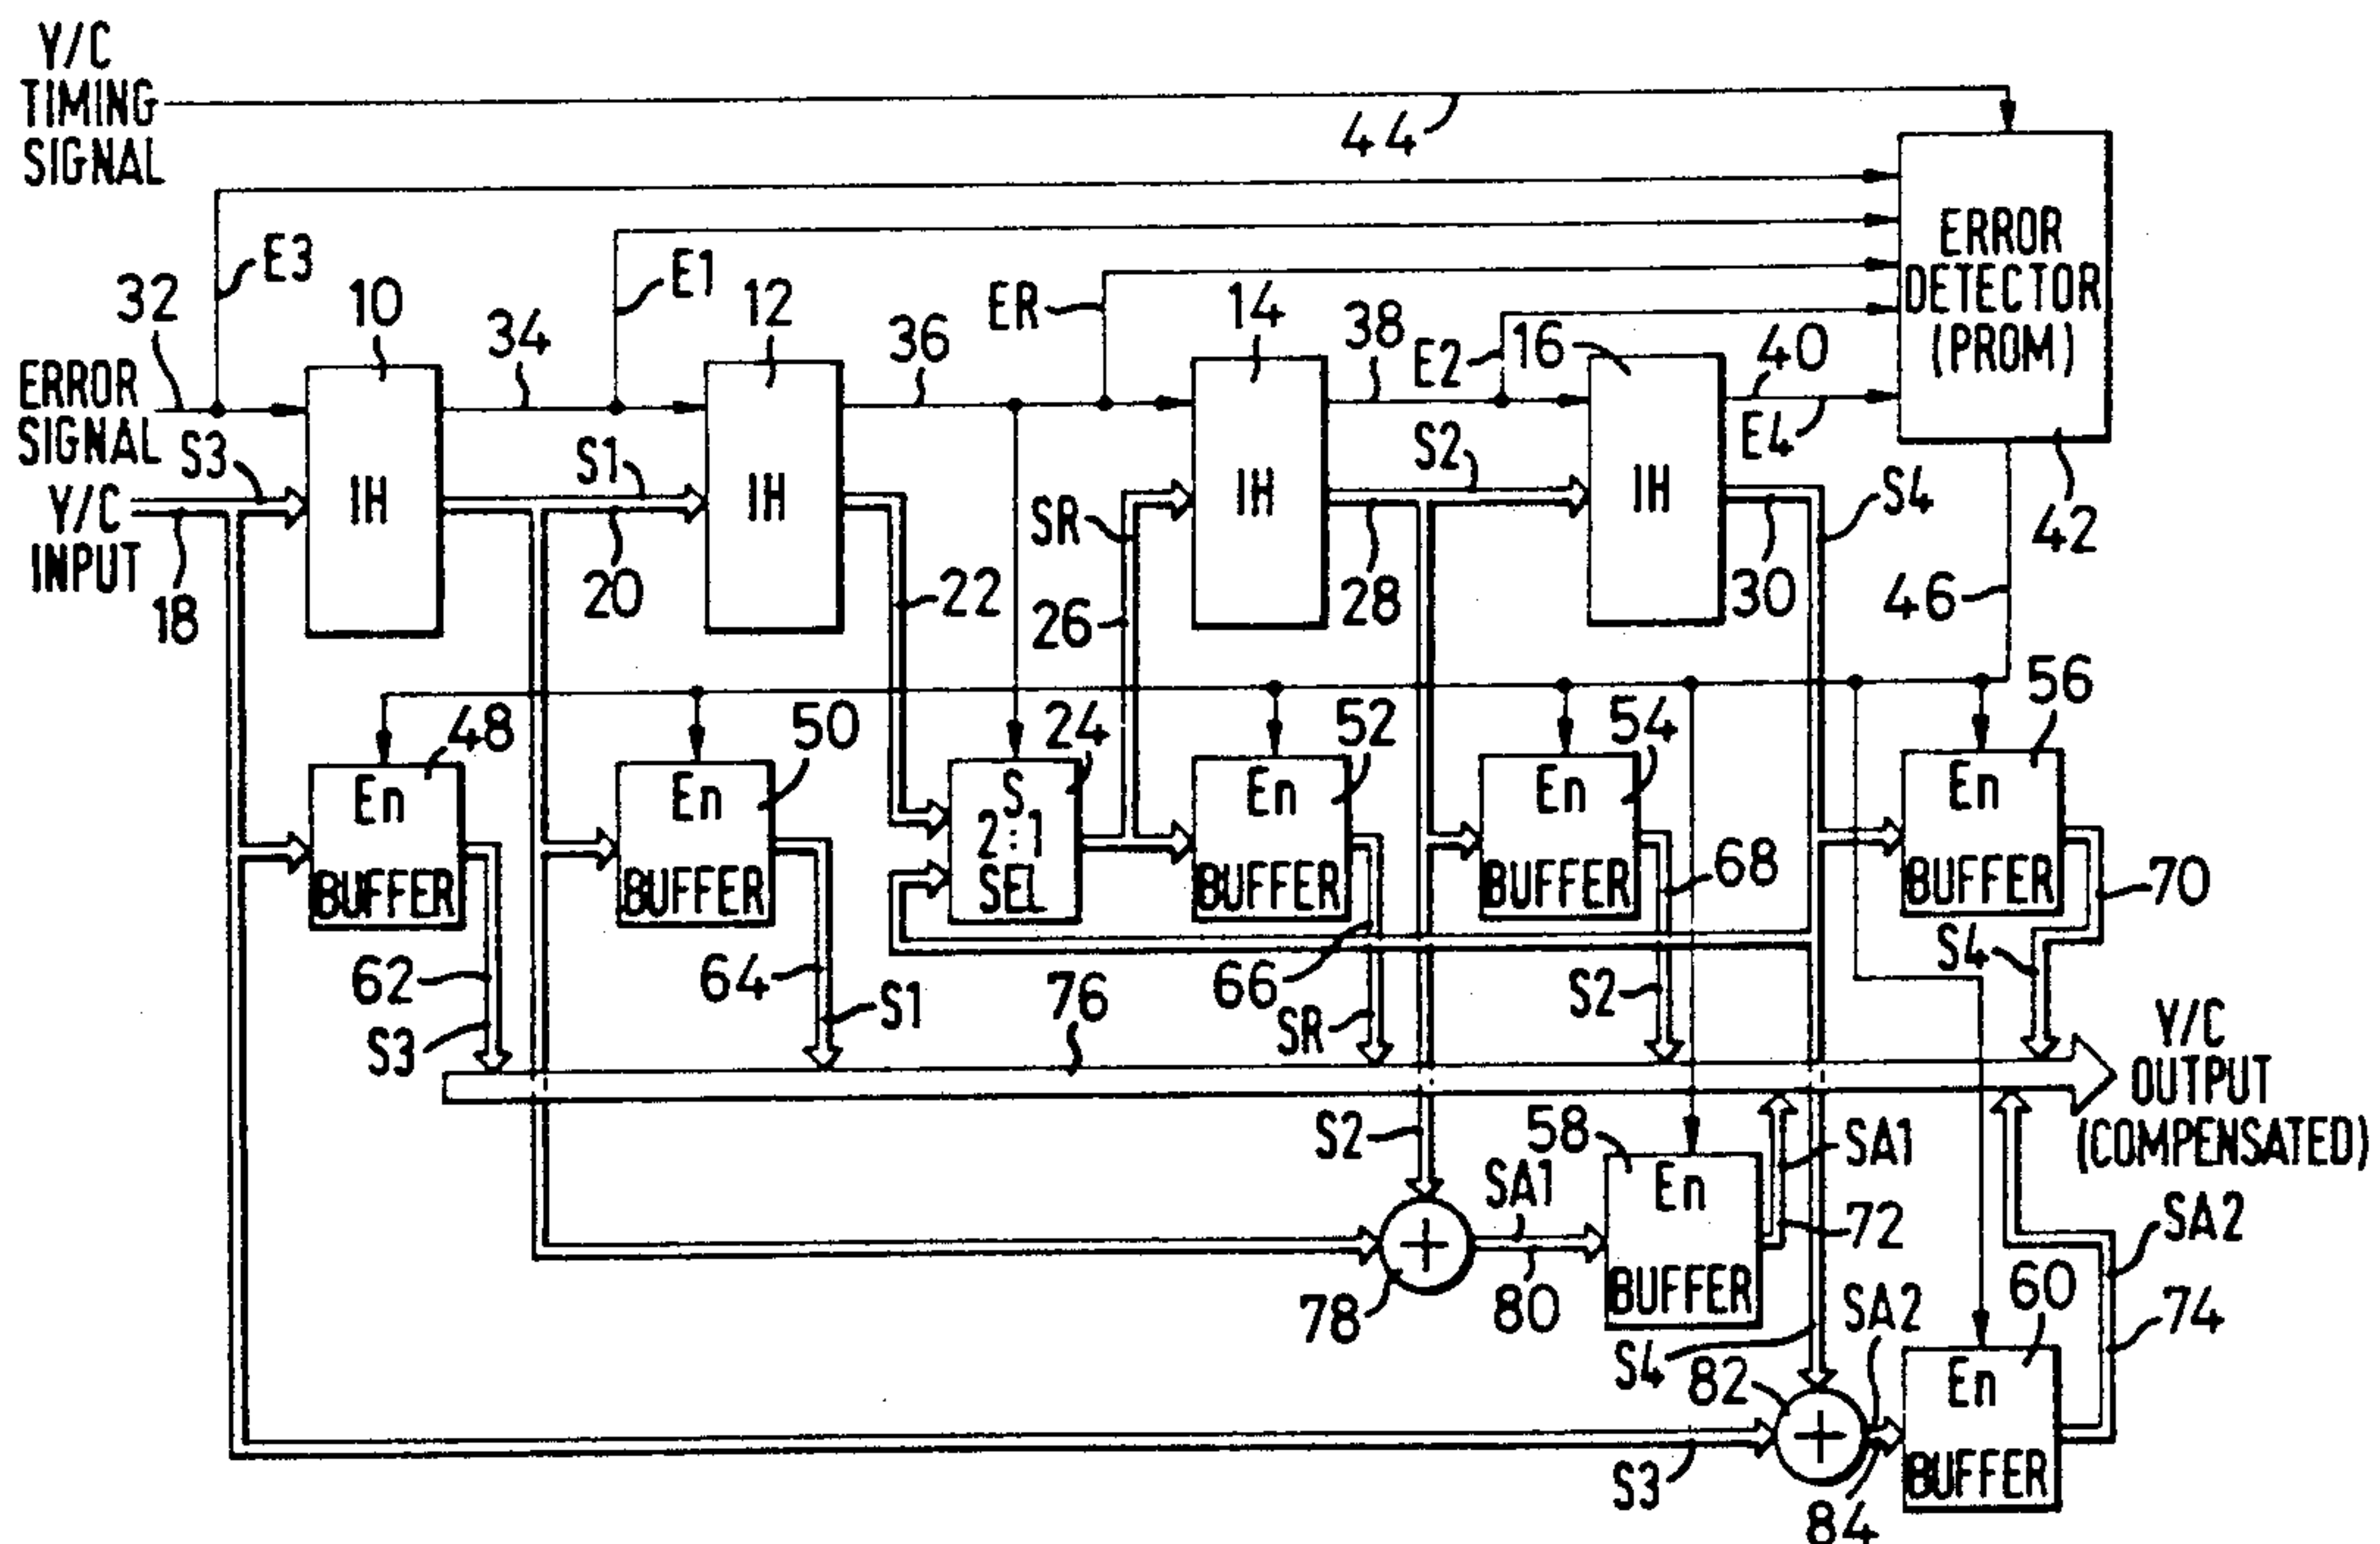 Y/C
TIMING
SIGNAL
44
E3
E1
ER
32
10
34
12
36
14
38
E2
16
40
E4
ERROR
DETECTOR
(PROM)
ERROR
SIGNAL
S3
Y/C
INPUT
18
IH
S1
20
IH
22
SR
26
IH
S2
28
IH
30
S4
42
46
48
En
BUFFER
50
En
BUFFER
24
S
2:1
SEL
52
En
BUFFER
54
En
BUFFER
56
En
BUFFER
62
S3
64
S1
76
66
SR
68
S2
70
S4
Y/C
OUTPUT
(COMPENSATED)
S2
78
+
SA1
80
58
En
BUFFER
SA1
72
S4
82
+
S3
SA2
84
60
En
BUFFER
SA2
74